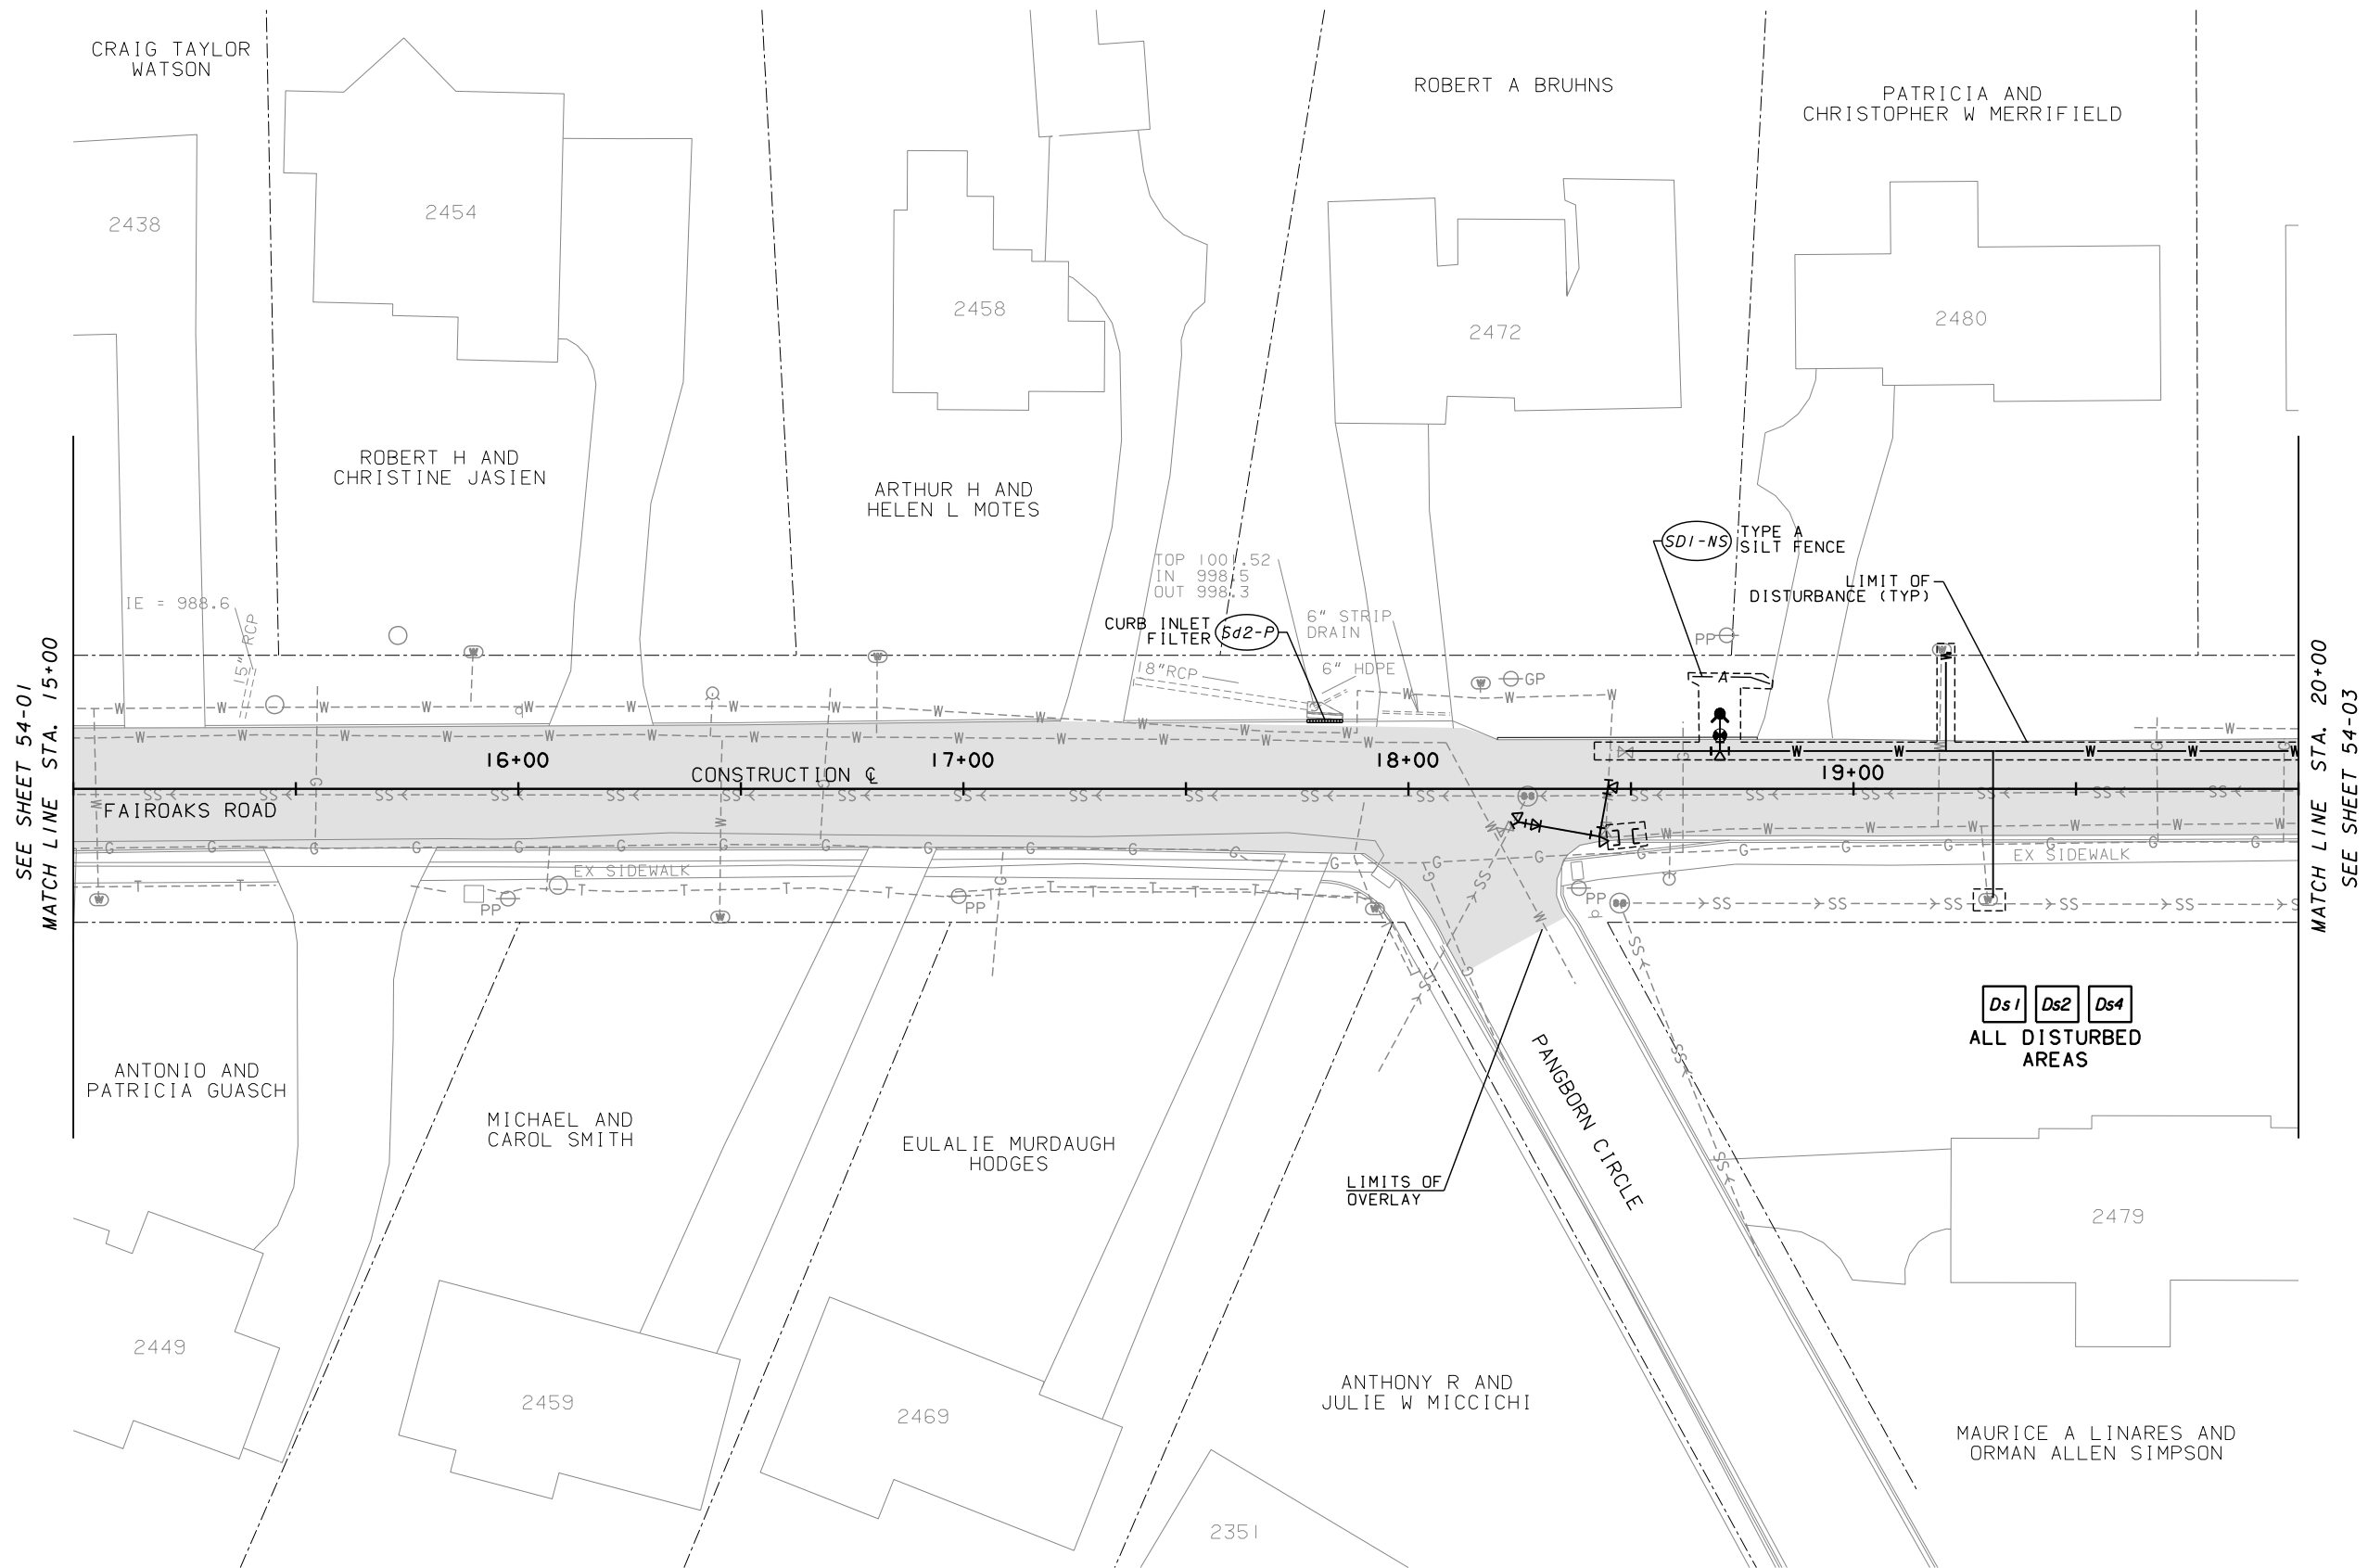 CRAIG TAYLOR
WATSON
ROBERT A BRUHNS
PATRICIA AND
CHRISTOPHER W MERRIFIELD
2438
2454
2458
2472
2480
ROBERT H AND
CHRISTINE JASIEN
ARTHUR H AND
HELEN L MOTES
SD1-NS
TYPE A
SILT FENCE
TOP 1001.52
IN 998.5
OUT 998.3
LIMIT OF
DISTURBANCE (TYP)
IE = 988.6
15" RCP
CURB INLET
FILTER
Sd2-P
6" STRIP
DRAIN
18"RCP
6" HDPE
PP
GP
A
SEE SHEET 54-01
MATCH LINE STA. 15+00
MATCH LINE STA. 20+00
SEE SHEET 54-03
16+00
17+00
18+00
19+00
CONSTRUCTION ℄
FAIROAKS ROAD
EX SIDEWALK
EX SIDEWALK
PP
PP
PP
Ds1
Ds2
Ds4
ALL DISTURBED
AREAS
ANTONIO AND
PATRICIA GUASCH
MICHAEL AND
CAROL SMITH
EULALIE MURDAUGH
HODGES
PANGBORN CIRCLE
LIMITS OF
OVERLAY
2479
2449
2459
2469
ANTHONY R AND
JULIE W MICCICHI
MAURICE A LINARES AND
ORMAN ALLEN SIMPSON
2351